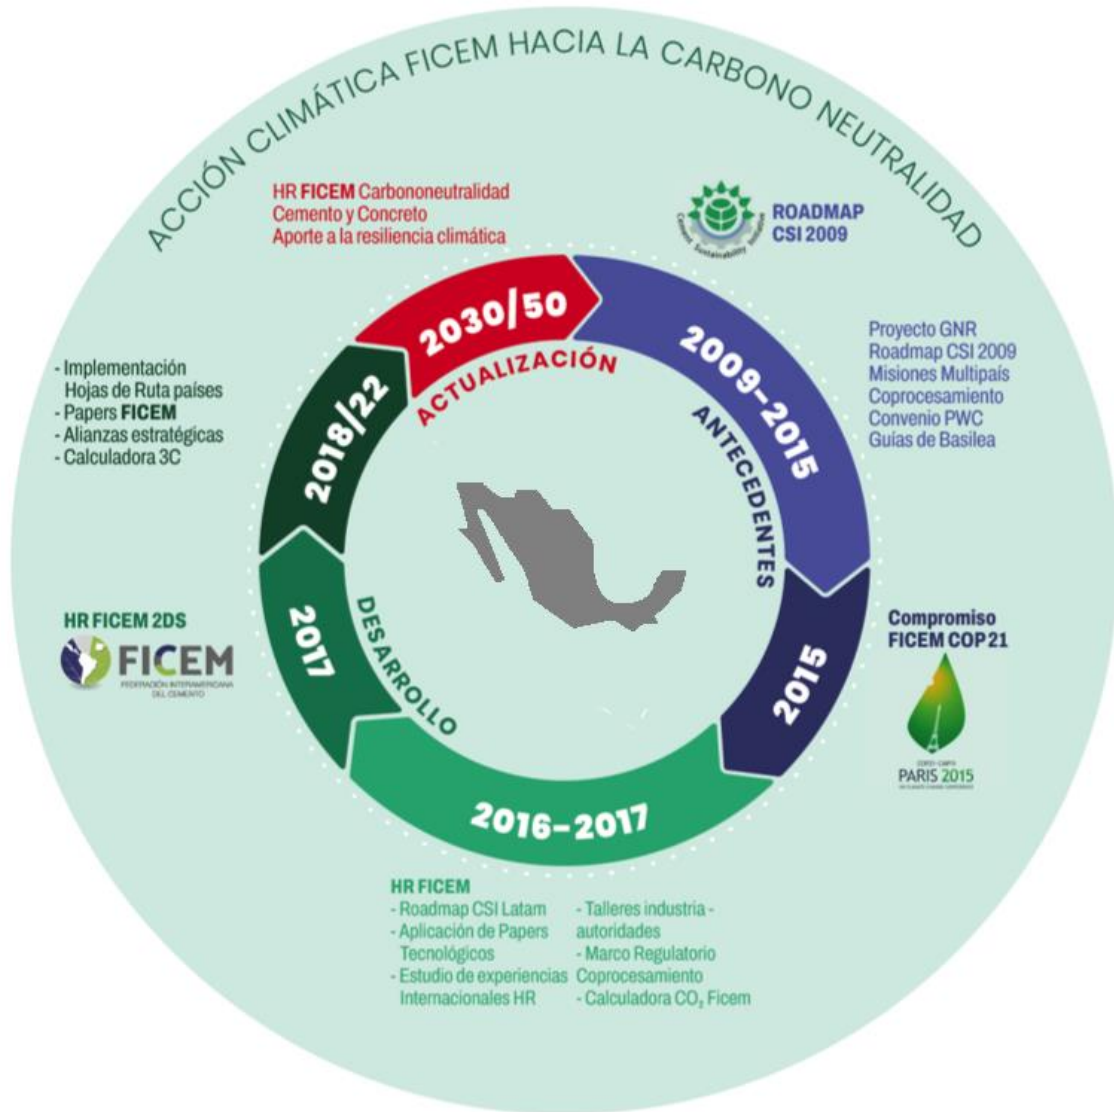 ACCIÓN CLIMÁTICA FICEM HACIA LA CARBONO NEUTRALIDAD
HR FICEM Carbononeutralidad
Cemento y Concreto
Aporte a la resiliencia climática
Cement Sustainability Initiative
ROADMAP
CSI 2009
2030/50
ACTUALIZACIÓN
2009-2015
ANTECEDENTES
Proyecto GNR
Roadmap CSI 2009
Misiones Multipaís
Coprocesamiento
Convenio PWC
Guías de Basilea
- Implementación
Hojas de Ruta países
- Papers FICEM
- Alianzas estratégicas
- Calculadora 3C
2018/22
HR FICEM 2DS
FICEM
FEDERACIÓN INTERAMERICANA
DEL CEMENTO
2017
DESARROLLO
2015
Compromiso
FICEM COP 21
PARIS 2015
2016-2017
HR FICEM
- Roadmap CSI Latam
- Aplicación de Papers
Tecnológicos
- Estudio de experiencias
Internacionales HR
- Talleres industria -
autoridades
- Marco Regulatorio
Coprocesamiento
- Calculadora CO₂ Ficem